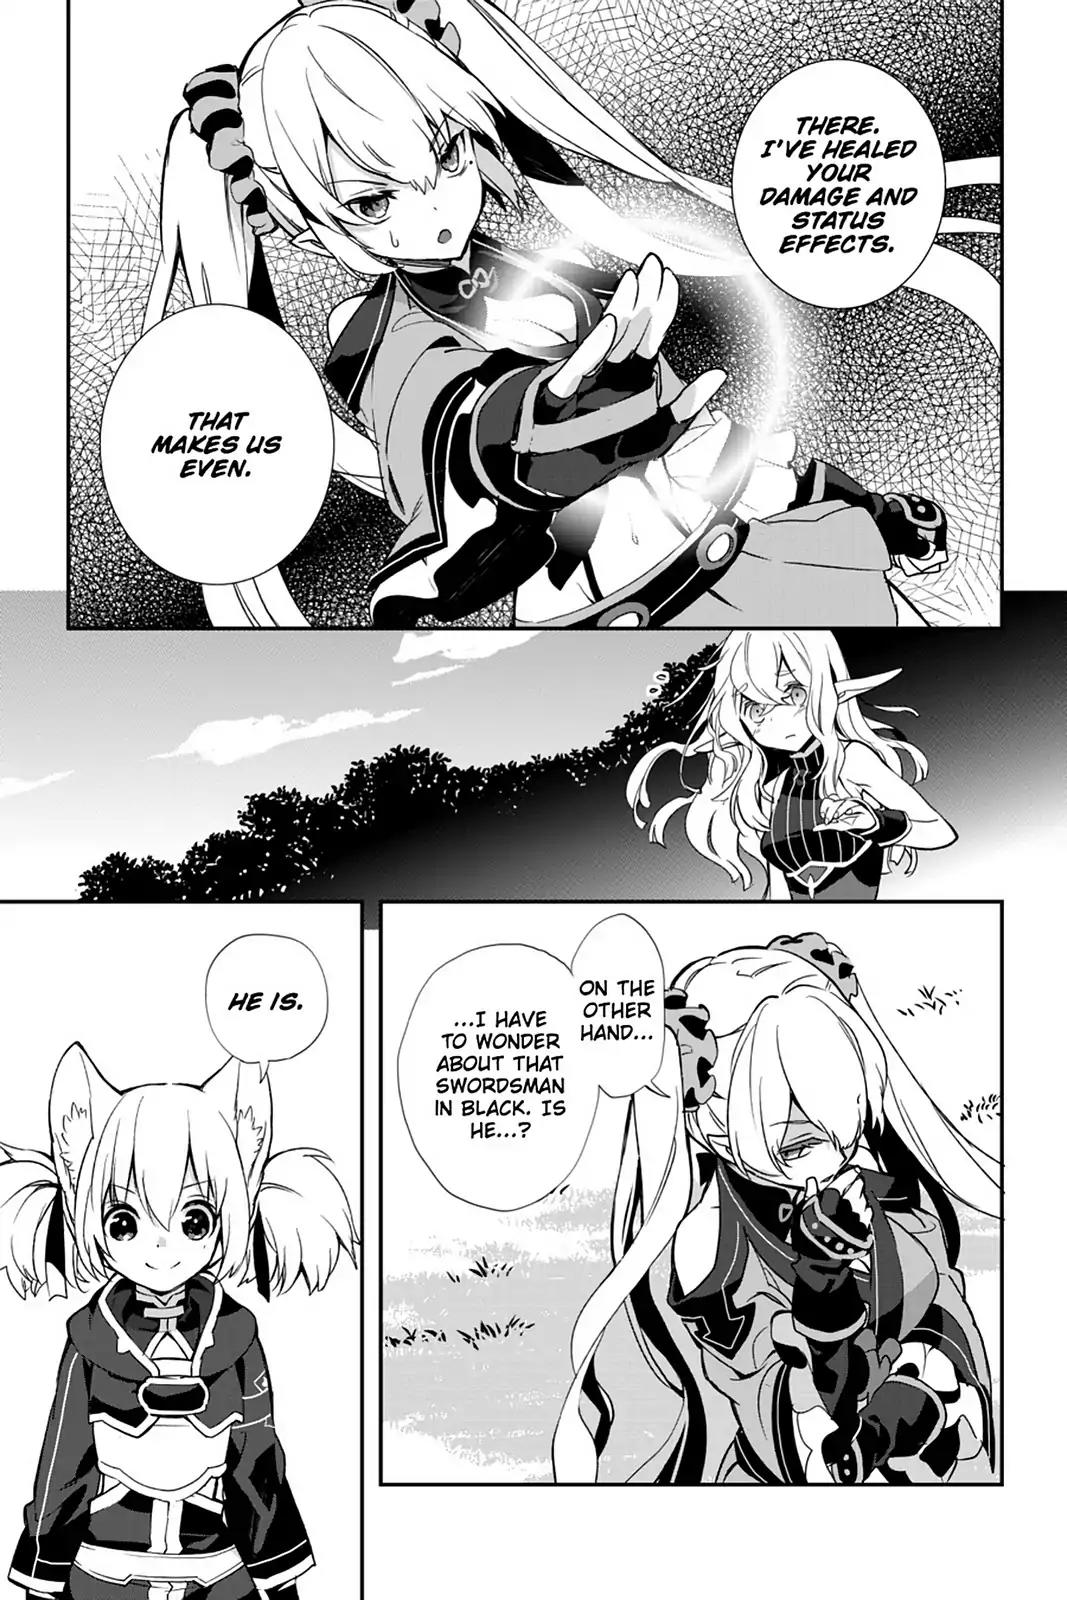 THERE.
I'VE HEALED
YOUR
DAMAGE AND
STATUS
EFFECTS.
THAT
MAKES US
EVEN.
ON THE
OTHER
HAND...
...I HAVE
TO WONDER
ABOUT THAT
SWORDSMAN
IN BLACK. IS
HE...?
HE IS.